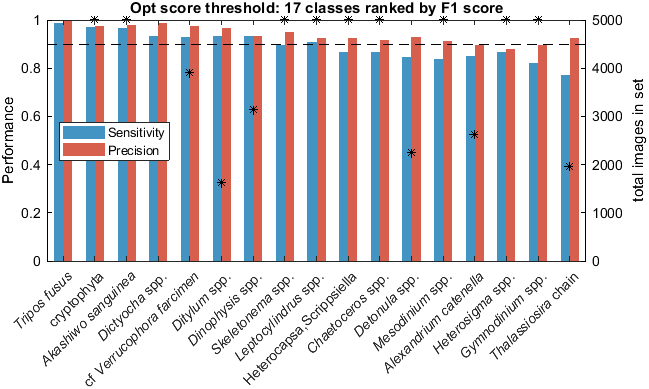 Opt score threshold: 17 classes ranked by F1 score
1
0.8
0.6
0.4
0.2
0
Performance
5000
4000
3000
2000
1000
0
total images in set
Sensitivity
Precision
Tripos fusus
cryptophyta
Akashiwo sanguinea
Dictyocha spp.
cf Verrucophora farcimen
Ditylum spp.
Dinophysis spp.
Skeletonema spp.
Leptocylindrus spp.
Heterocapsa,Scrippsiella
Chaetoceros spp.
Detonula spp.
Mesodinium spp.
Alexandrium catenella
Heterosigma spp.
Gymnodinium spp.
Thalassiosira chain